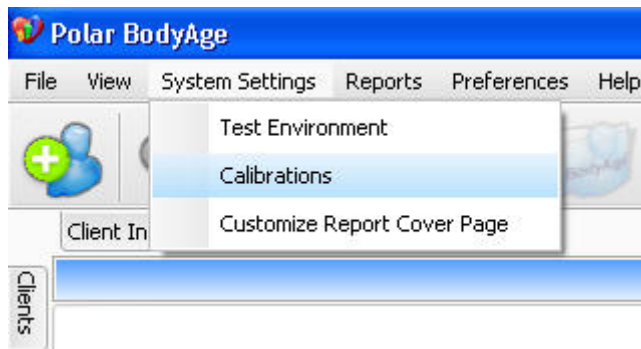 Polar BodyAge
File View System Settings Reports Preferences Help
Test Environment
Calibrations
Customize Report Cover Page
Client In
Clients